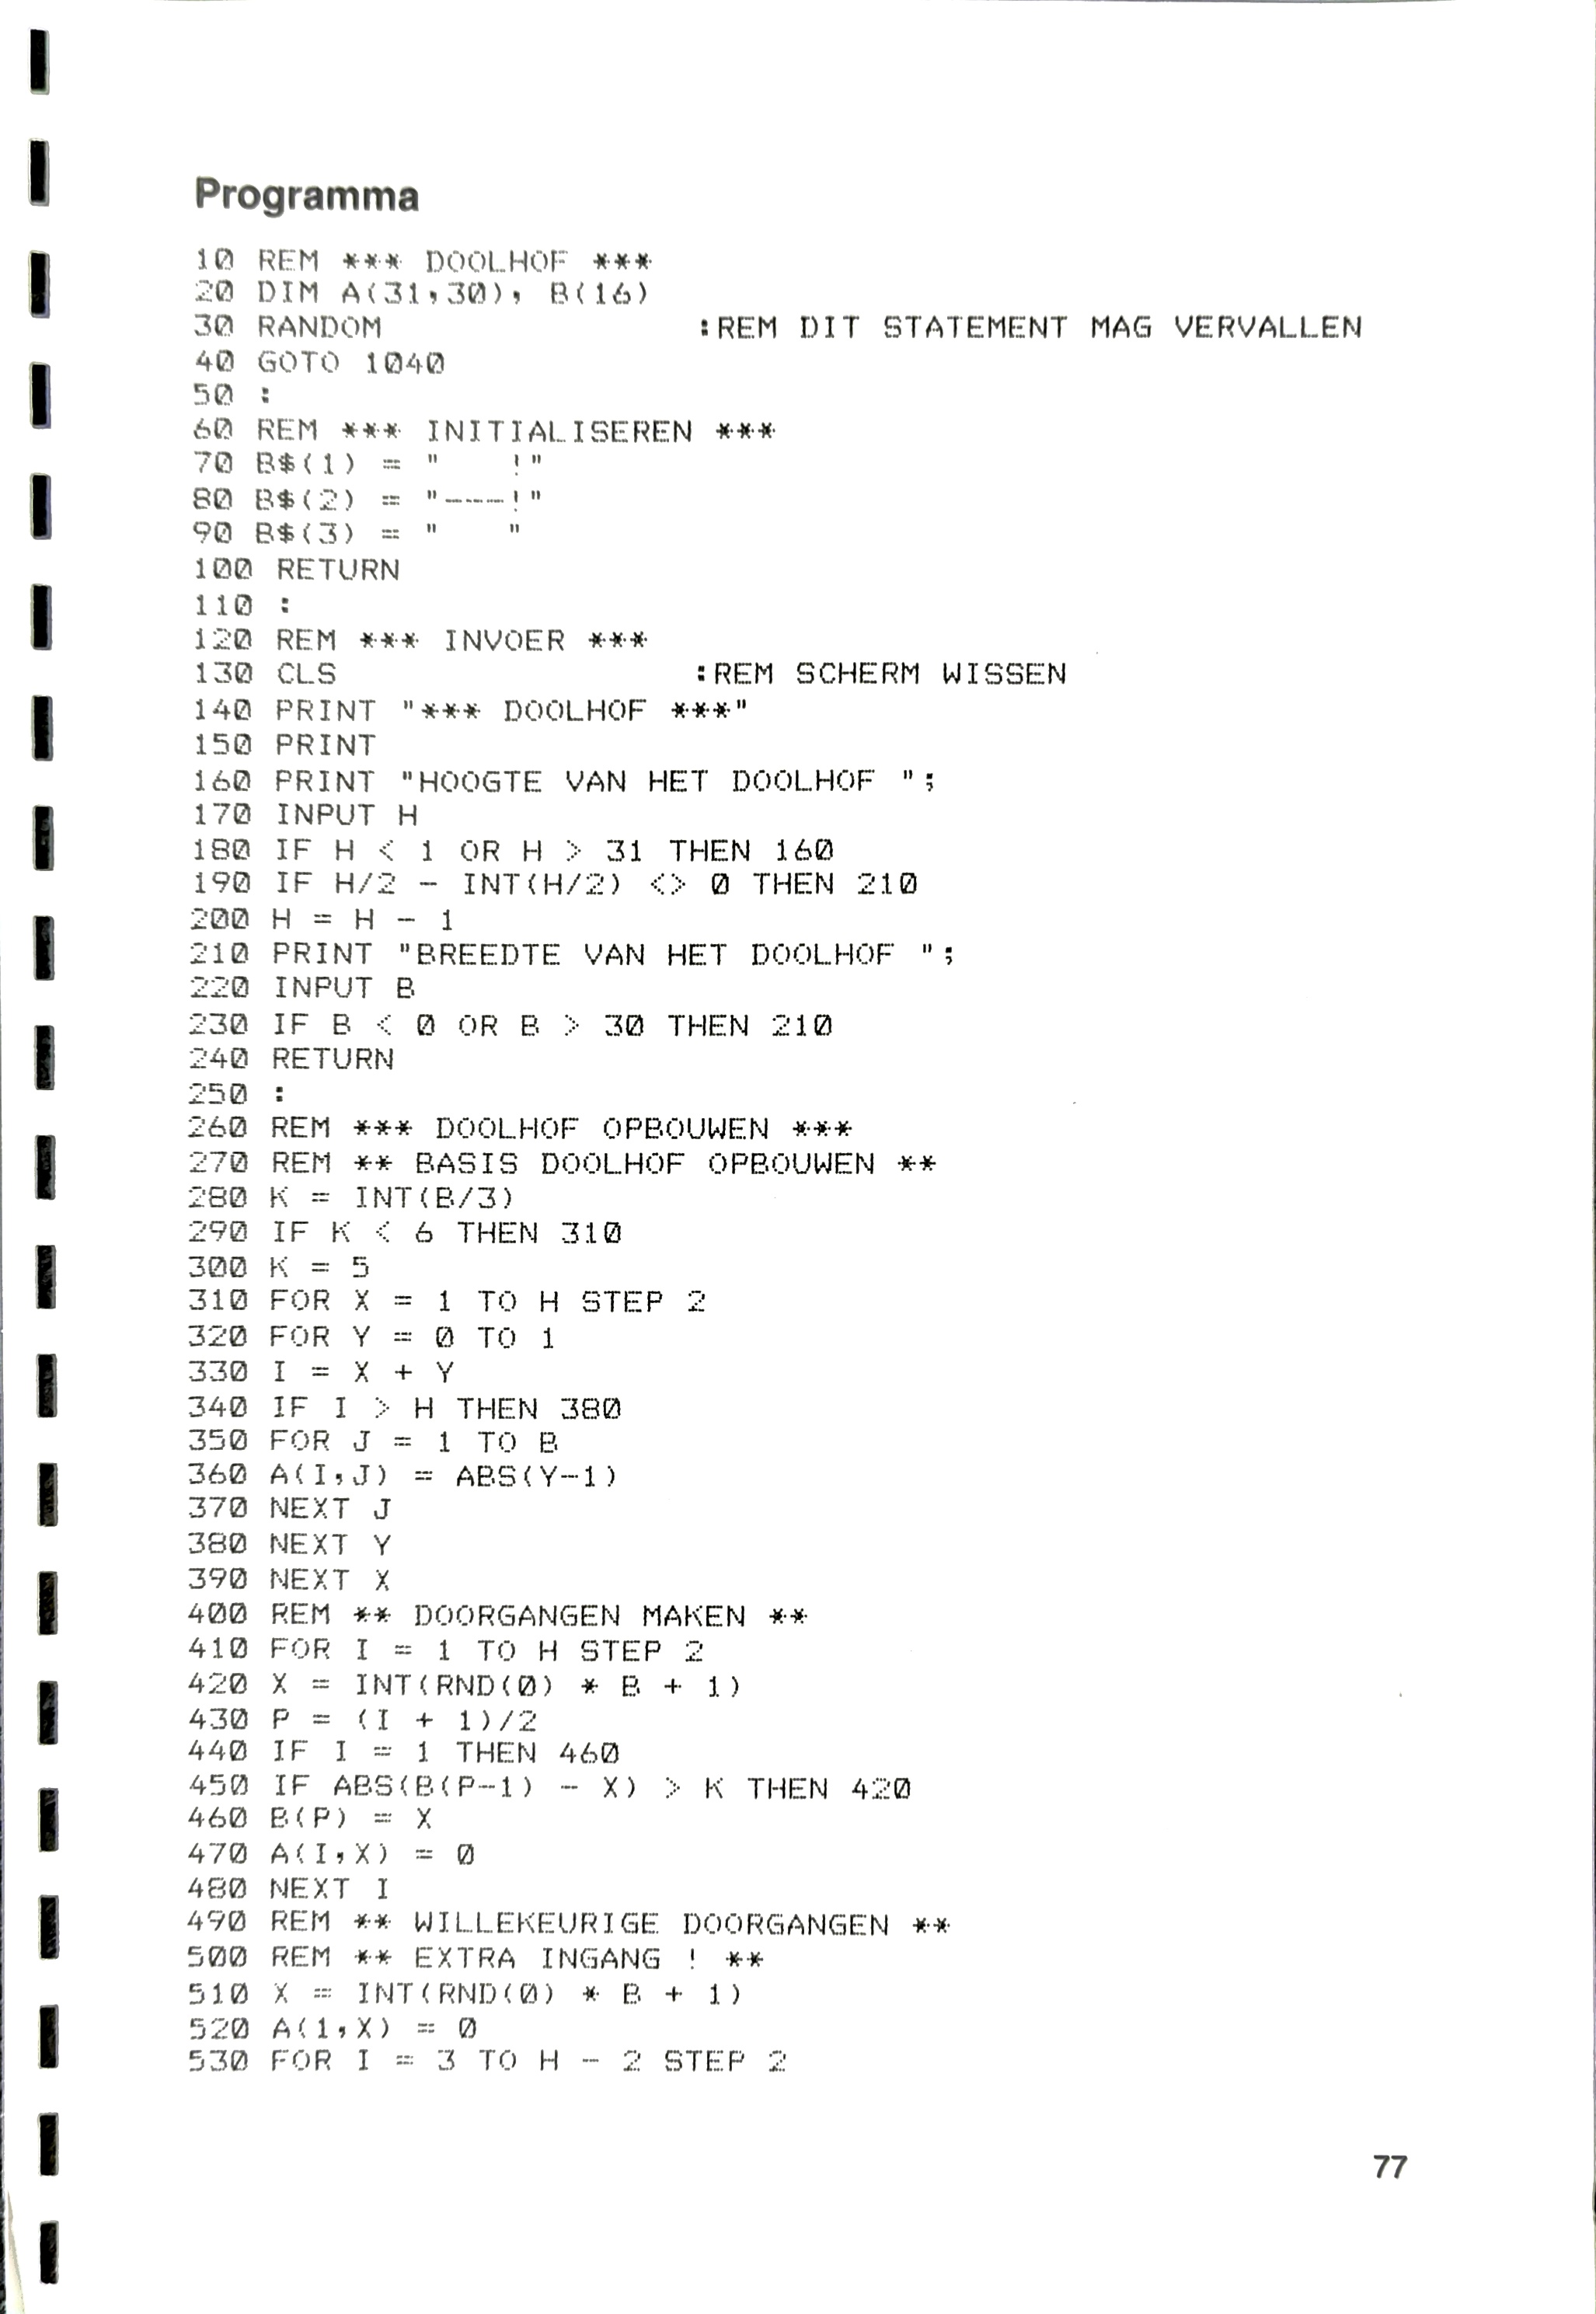 Programma
10 REM *** DOOLHOF ***
20 DIM A(31,30), B(16)
30 RANDOM               :REM DIT STATEMENT MAG VERVALLEN
40 GOTO 1040
50 :
60 REM *** INITIALISEREN ***
70 B$(1) = "   !"
80 B$(2) = "---!"
90 B$(3) = "   "
100 RETURN
110 :
120 REM *** INVOER ***
130 CLS                 :REM SCHERM WISSEN
140 PRINT "*** DOOLHOF ***"
150 PRINT
160 PRINT "HOOGTE VAN HET DOOLHOF ";
170 INPUT H
180 IF H < 1 OR H > 31 THEN 160
190 IF H/2 - INT(H/2) <> 0 THEN 210
200 H = H - 1
210 PRINT "BREEDTE VAN HET DOOLHOF ";
220 INPUT B
230 IF B < 0 OR B > 30 THEN 210
240 RETURN
250 :
260 REM *** DOOLHOF OPBOUWEN ***
270 REM ** BASIS DOOLHOF OPBOUWEN **
280 K = INT(B/3)
290 IF K < 6 THEN 310
300 K = 5
310 FOR X = 1 TO H STEP 2
320 FOR Y = 0 TO 1
330 I = X + Y
340 IF I > H THEN 380
350 FOR J = 1 TO B
360 A(I,J) = ABS(Y-1)
370 NEXT J
380 NEXT Y
390 NEXT X
400 REM ** DOORGANGEN MAKEN **
410 FOR I = 1 TO H STEP 2
420 X = INT(RND(0) * B + 1)
430 P = (I + 1)/2
440 IF I = 1 THEN 460
450 IF ABS(B(P-1) - X) > K THEN 420
460 B(P) = X
470 A(I,X) = 0
480 NEXT I
490 REM ** WILLEKEURIGE DOORGANGEN **
500 REM ** EXTRA INGANG ! **
510 X = INT(RND(0) * B + 1)
520 A(1,X) = 0
530 FOR I = 3 TO H - 2 STEP 2
77